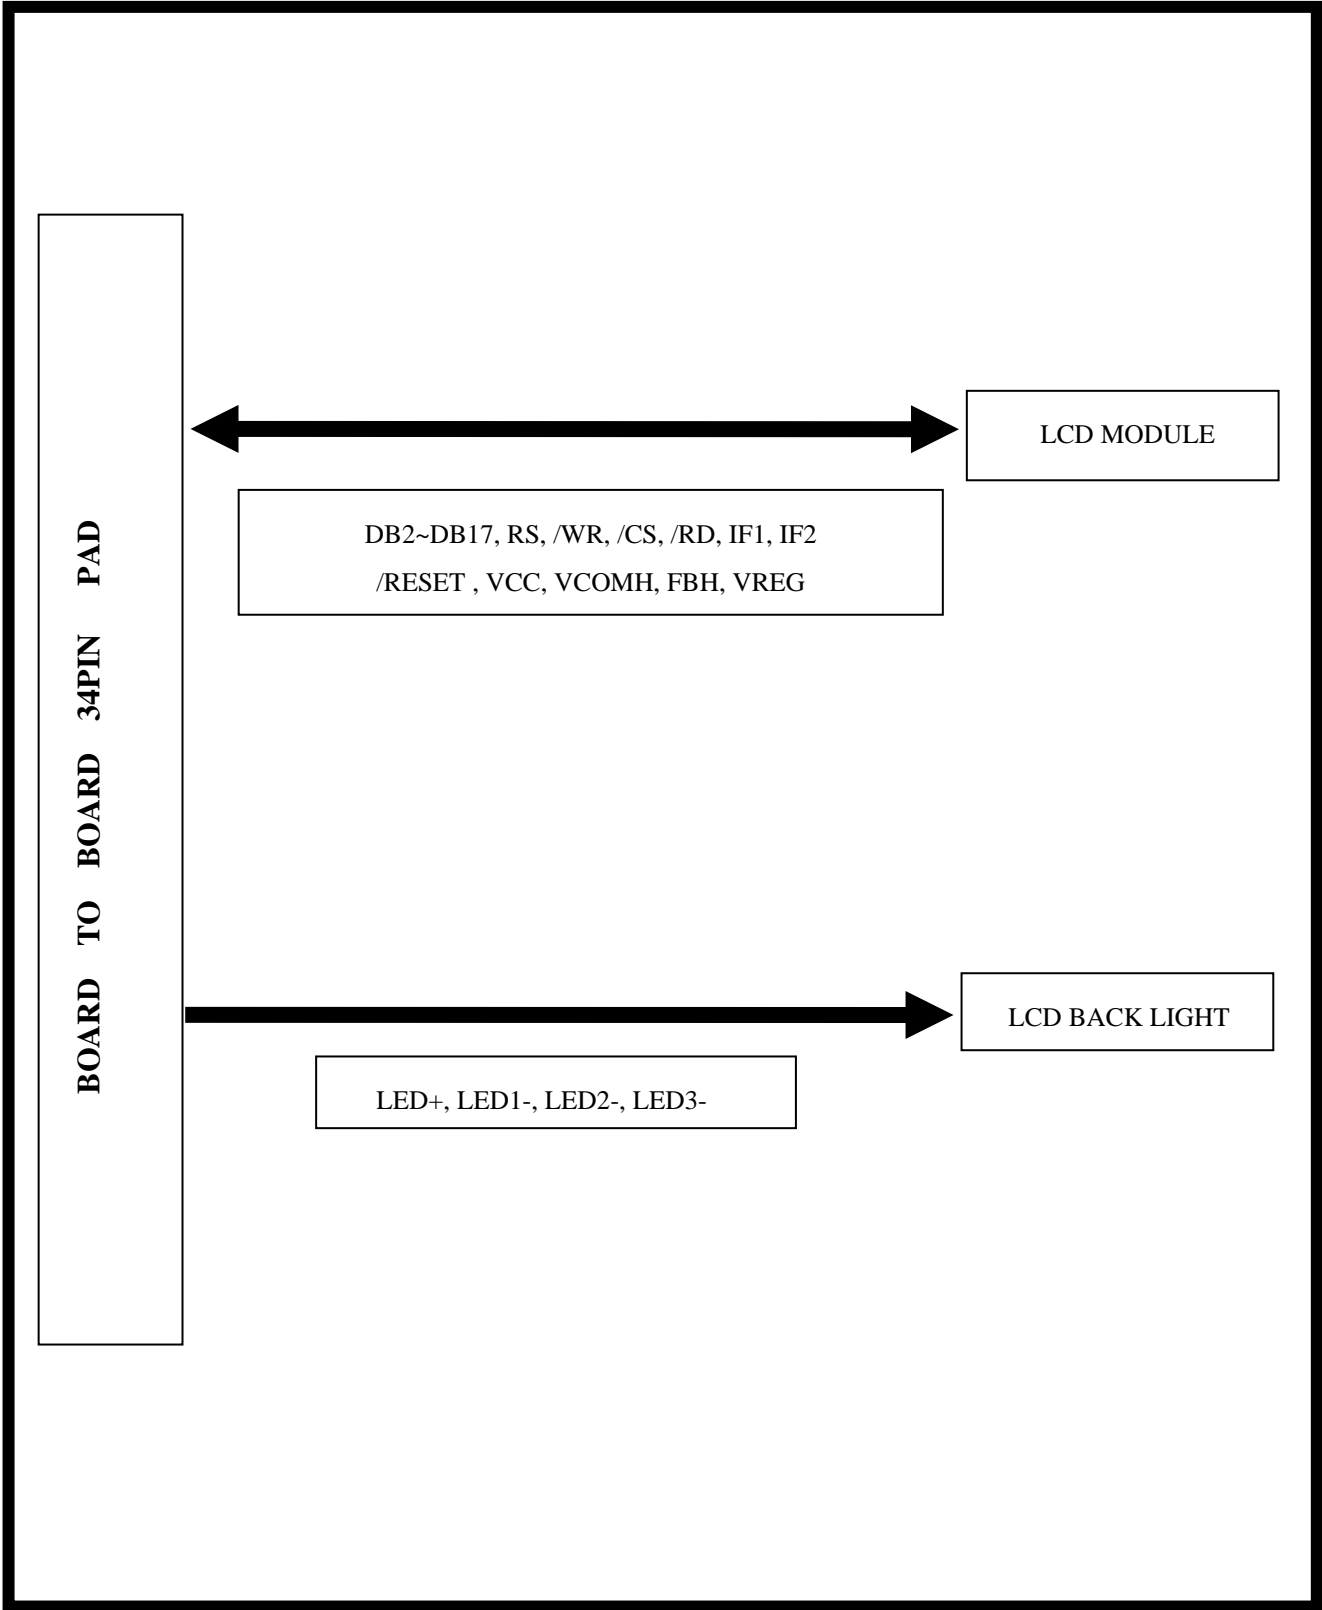 BOARD TO BOARD 34PIN PAD
LCD MODULE
DB2~DB17, RS, /WR, /CS, /RD, IF1, IF2
/RESET , VCC, VCOMH, FBH, VREG
LCD BACK LIGHT
LED+, LED1-, LED2-, LED3-